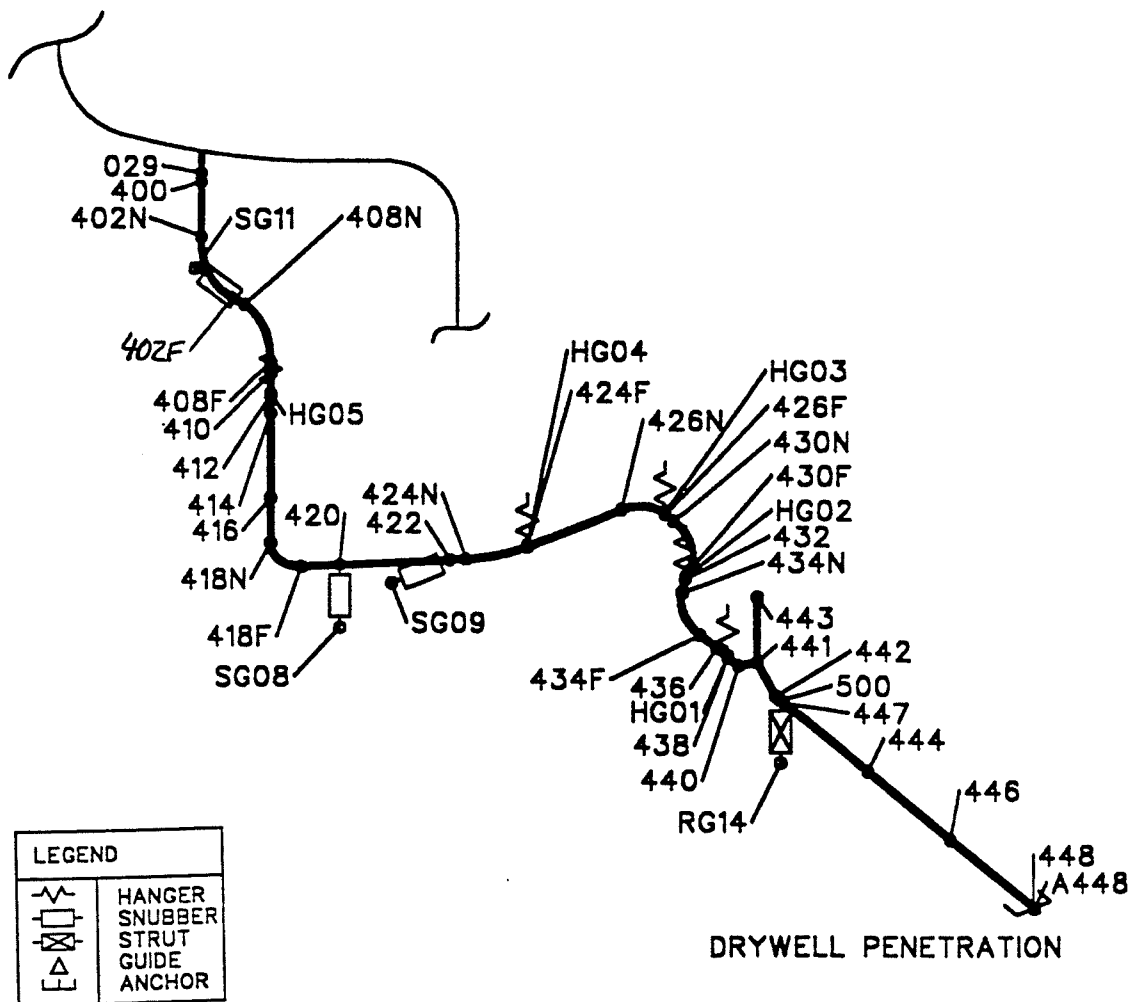 029
400
402N
SG11
408N
402F
HG04
424F
HG03
426F
408F
410
HG05
426N
430N
430F
412
HG02
414
424N
432
416
420
422
434N
418N
443
SG09
441
418F
442
SG08
434F
436
500
HG01
447
438
444
440
446
RG14
448
A448
LEGEND
HANGER
SNUBBER
STRUT
GUIDE
ANCHOR
DRYWELL PENETRATION